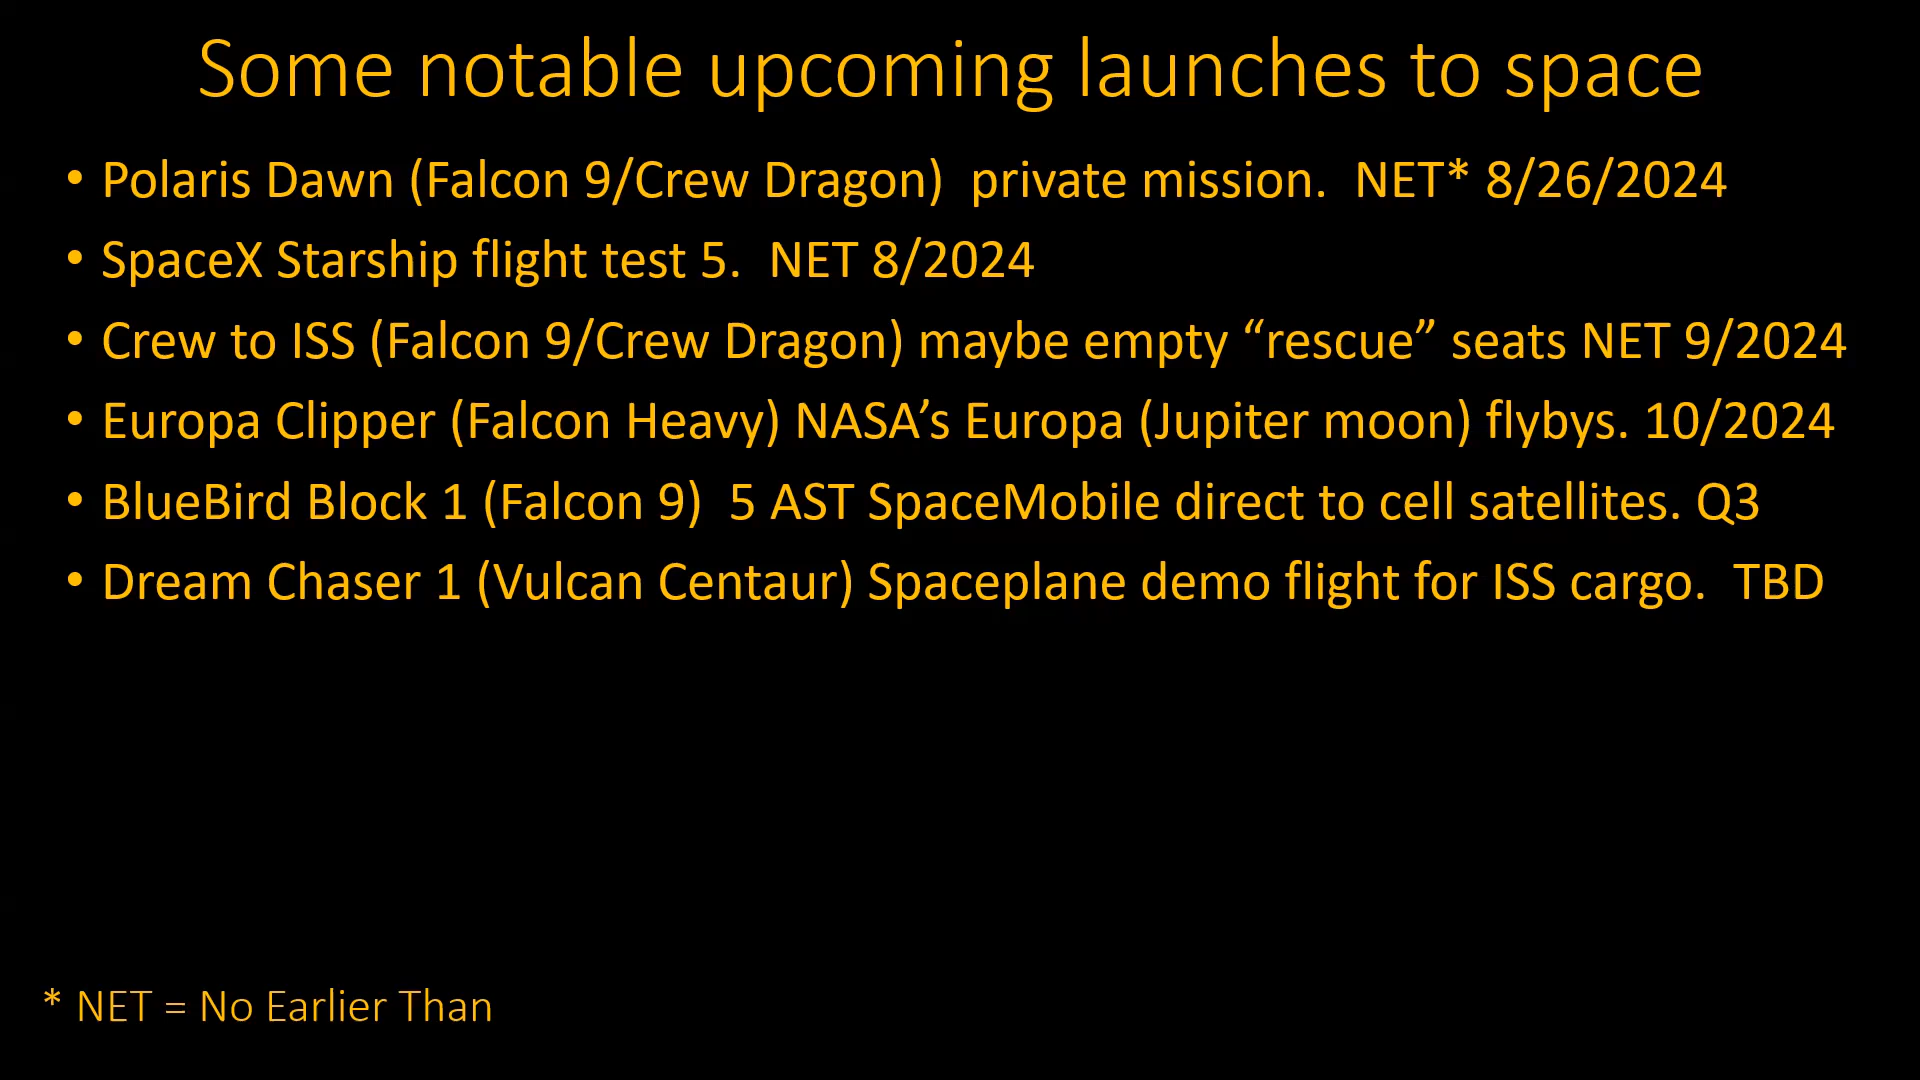 Some notable upcoming launches to space
• Polaris Dawn (Falcon 9/Crew Dragon)  private mission.  NET* 8/26/2024
• SpaceX Starship flight test 5.  NET 8/2024
• Crew to ISS (Falcon 9/Crew Dragon) maybe empty “rescue” seats NET 9/2024
• Europa Clipper (Falcon Heavy) NASA’s Europa (Jupiter moon) flybys. 10/2024
• BlueBird Block 1 (Falcon 9)  5 AST SpaceMobile direct to cell satellites. Q3
• Dream Chaser 1 (Vulcan Centaur) Spaceplane demo flight for ISS cargo.  TBD
* NET = No Earlier Than